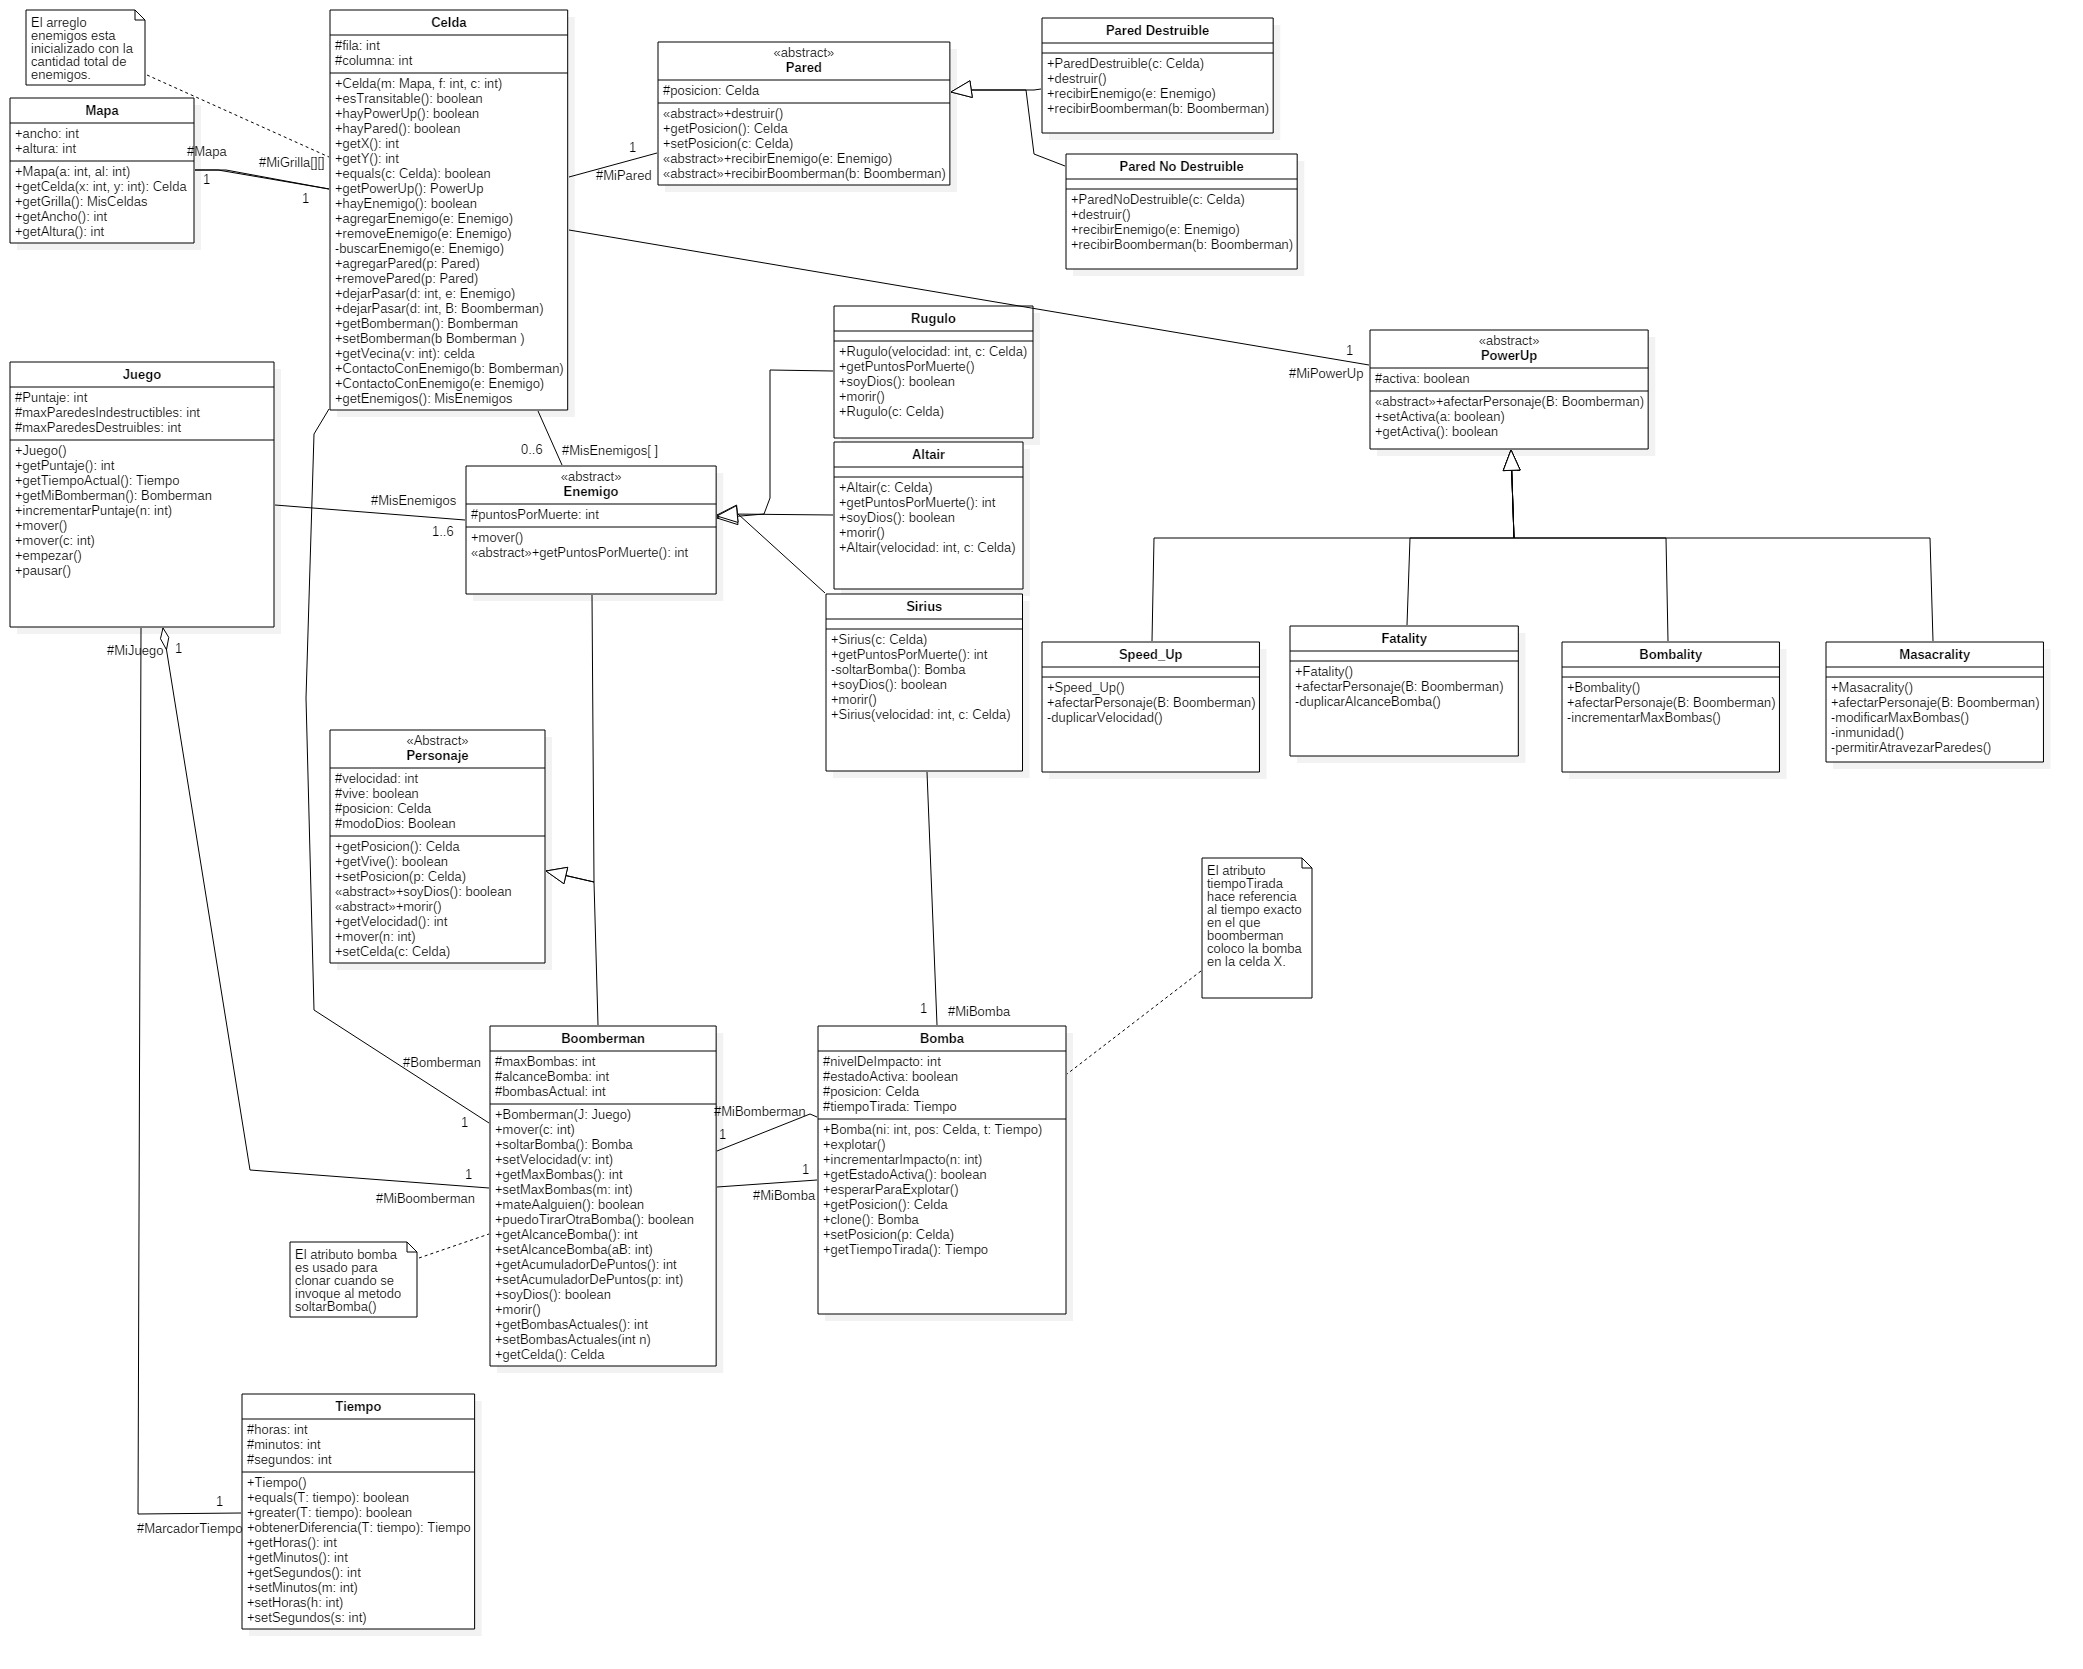 El arreglo
enemigos esta
inicializado con la
cantidad total de
enemigos.
Mapa
+ancho: int
+altura: int
+Mapa(a: int, al: int)
+getCelda(x: int, y: int): Celda
+getGrilla(): MisCeldas
+getAncho(): int
+getAltura(): int
#Mapa
1
#MiGrilla[][]
1
Celda
#fila: int
#columna: int
+Celda(m: Mapa, f: int, c: int)
+esTransitable(): boolean
+hayPowerUp(): boolean
+hayPared(): boolean
+getX(): int
+getY(): int
+equals(c: Celda): boolean
+getPowerUp(): PowerUp
+hayEnemigo(): boolean
+agregarEnemigo(e: Enemigo)
+removeEnemigo(e: Enemigo)
-buscarEnemigo(e: Enemigo)
+agregarPared(p: Pared)
+removePared(p: Pared)
+dejarPasar(d: int, e: Enemigo)
+dejarPasar(d: int, B: Boomberman)
+getBomberman(): Bomberman
+setBomberman(b Bomberman )
+getVecina(v: int): celda
+ContactoConEnemigo(b: Bomberman)
+ContactoConEnemigo(e: Enemigo)
+getEnemigos(): MisEnemigos
1
#MiPared
«abstract»
Pared
#posicion: Celda
«abstract»+destruir()
+getPosicion(): Celda
+setPosicion(c: Celda)
«abstract»+recibirEnemigo(e: Enemigo)
«abstract»+recibirBoomberman(b: Boomberman)
Pared Destruible
+ParedDestruible(c: Celda)
+destruir()
+recibirEnemigo(e: Enemigo)
+recibirBoomberman(b: Boomberman)
Pared No Destruible
+ParedNoDestruible(c: Celda)
+destruir()
+recibirEnemigo(e: Enemigo)
+recibirBoomberman(b: Boomberman)
1
#MiPowerUp
«abstract»
PowerUp
#activa: boolean
«abstract»+afectarPersonaje(B: Boomberman)
+setActiva(a: boolean)
+getActiva(): boolean
Juego
#Puntaje: int
#maxParedesIndestructibles: int
#maxParedesDestruibles: int
+Juego()
+getPuntaje(): int
+getTiempoActual(): Tiempo
+getMiBomberman(): Bomberman
+incrementarPuntaje(n: int)
+mover()
+mover(c: int)
+empezar()
+pausar()
#MisEnemigos
1..6
0..6
#MisEnemigos[ ]
«abstract»
Enemigo
#puntosPorMuerte: int
+mover()
«abstract»+getPuntosPorMuerte(): int
Rugulo
+Rugulo(velocidad: int, c: Celda)
+getPuntosPorMuerte()
+soyDios(): boolean
+morir()
+Rugulo(c: Celda)
Altair
+Altair(c: Celda)
+getPuntosPorMuerte(): int
+soyDios(): boolean
+morir()
+Altair(velocidad: int, c: Celda)
Sirius
+Sirius(c: Celda)
+getPuntosPorMuerte(): int
-soltarBomba(): Bomba
+soyDios(): boolean
+morir()
+Sirius(velocidad: int, c: Celda)
Speed_Up
+Speed_Up()
+afectarPersonaje(B: Boomberman)
-duplicarVelocidad()
Fatality
+Fatality()
+afectarPersonaje(B: Boomberman)
-duplicarAlcanceBomba()
Bombality
+Bombality()
+afectarPersonaje(B: Boomberman)
-incrementarMaxBombas()
Masacrality
+Masacrality()
+afectarPersonaje(B: Boomberman)
-modificarMaxBombas()
-inmunidad()
-permitirAtravezarParedes()
#MiJuego
1
«Abstract»
Personaje
#velocidad: int
#vive: boolean
#posicion: Celda
#modoDios: Boolean
+getPosicion(): Celda
+getVive(): boolean
+setPosicion(p: Celda)
«abstract»+soyDios(): boolean
«abstract»+morir()
+getVelocidad(): int
+mover(n: int)
+setCelda(c: Celda)
El atributo
tiempoTirada
hace referencia
al tiempo exacto
en el que
boomberman
coloco la bomba
en la celda X.
1
#MiBomba
#Bomberman
1
1
#MiBoomberman
Boomberman
#maxBombas: int
#alcanceBomba: int
#bombasActual: int
+Bomberman(J: Juego)
+mover(c: int)
+soltarBomba(): Bomba
+setVelocidad(v: int)
+getMaxBombas(): int
+setMaxBombas(m: int)
+mateAalguien(): boolean
+puedoTirarOtraBomba(): boolean
+getAlcanceBomba(): int
+setAlcanceBomba(aB: int)
+getAcumuladorDePuntos(): int
+setAcumuladorDePuntos(p: int)
+soyDios(): boolean
+morir()
+getBombasActuales(): int
+setBombasActuales(int n)
+getCelda(): Celda
#MiBomberman
1
1
#MiBomba
Bomba
#nivelDeImpacto: int
#estadoActiva: boolean
#posicion: Celda
#tiempoTirada: Tiempo
+Bomba(ni: int, pos: Celda, t: Tiempo)
+explotar()
+incrementarImpacto(n: int)
+getEstadoActiva(): boolean
+esperarParaExplotar()
+getPosicion(): Celda
+clone(): Bomba
+setPosicion(p: Celda)
+getTiempoTirada(): Tiempo
El atributo bomba
es usado para
clonar cuando se
invoque al metodo
soltarBomba()
1
#MarcadorTiempo
Tiempo
#horas: int
#minutos: int
#segundos: int
+Tiempo()
+equals(T: tiempo): boolean
+greater(T: tiempo): boolean
+obtenerDiferencia(T: tiempo): Tiempo
+getHoras(): int
+getMinutos(): int
+getSegundos(): int
+setMinutos(m: int)
+setHoras(h: int)
+setSegundos(s: int)